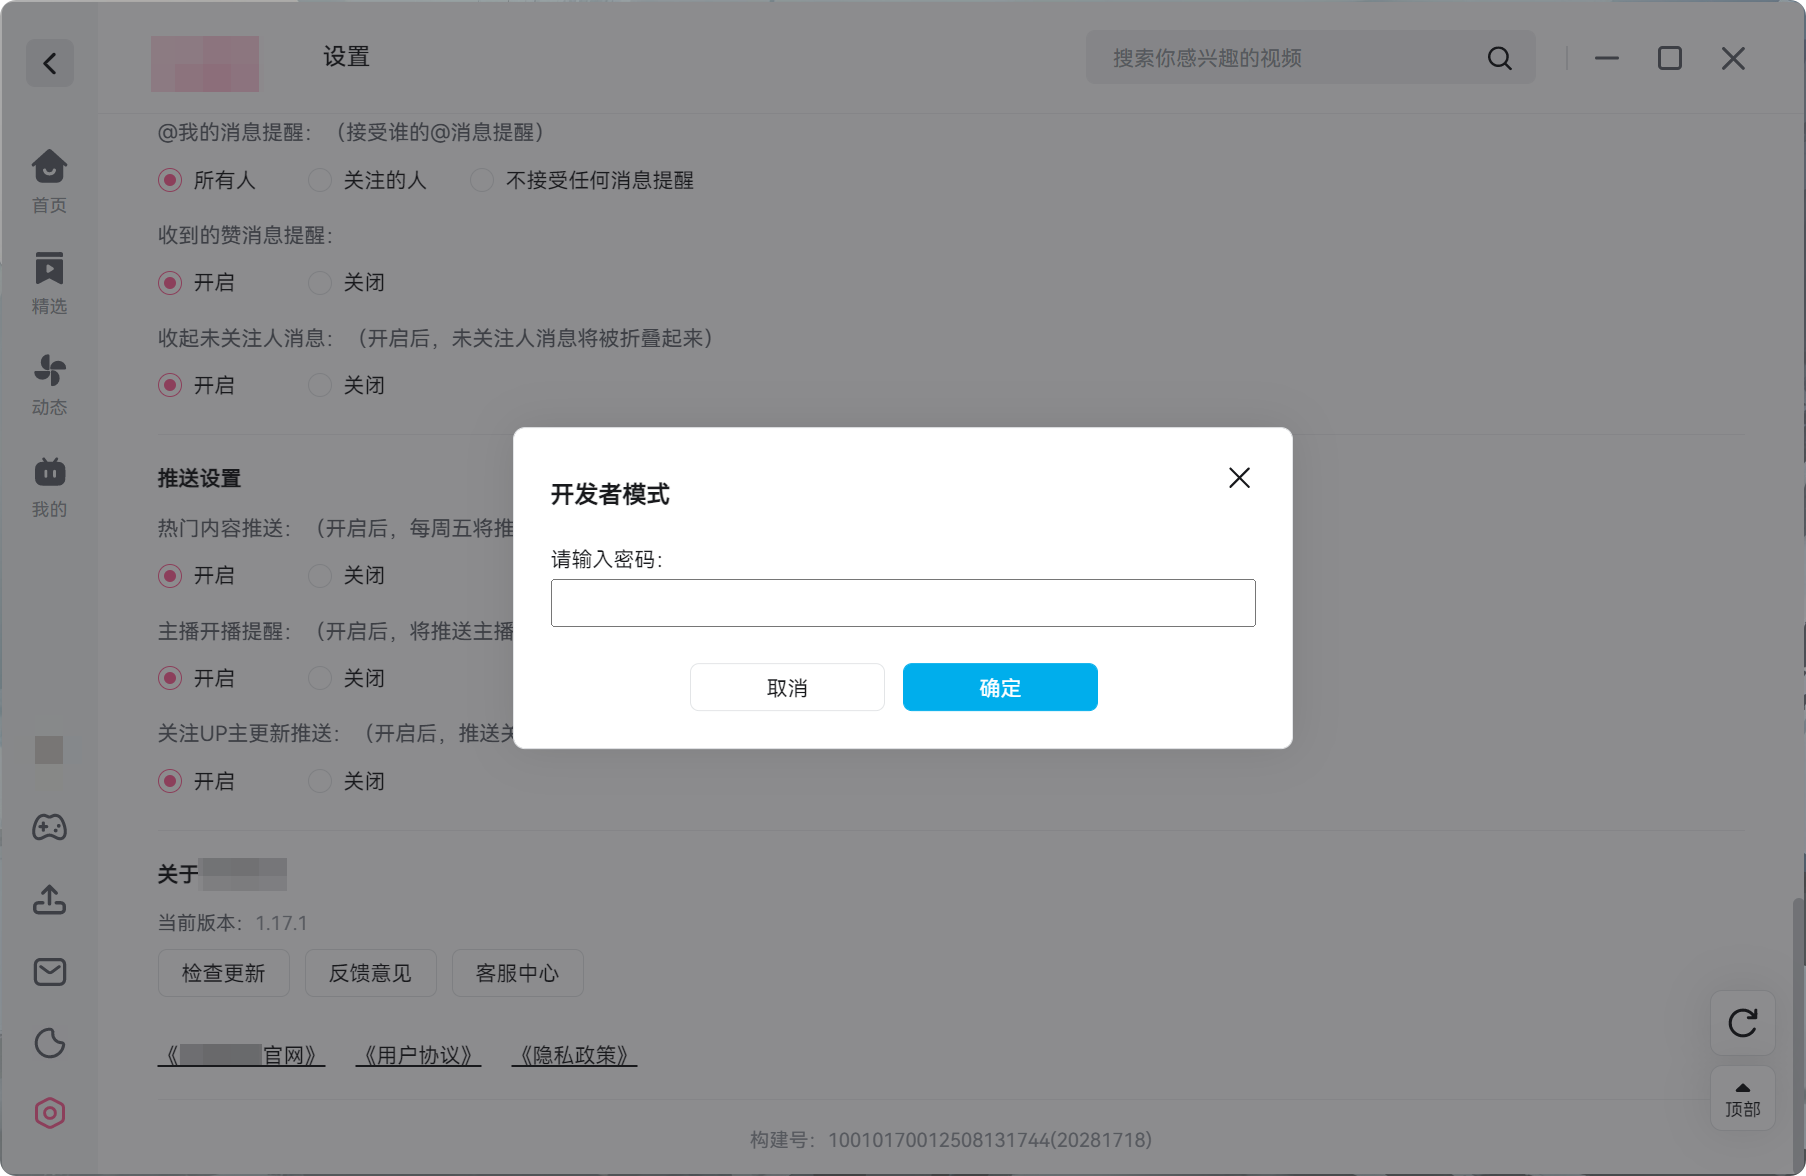 设置
搜索你感兴趣的视频
首页
精选
动态
我的
@我的消息提醒：（接受谁的@消息提醒）
所有人 关注的人 不接受任何消息提醒
收到的赞消息提醒：
开启 关闭
收起未关注人消息：（开启后，未关注人消息将被折叠起来）
开启 关闭
推送设置
热门内容推送：（开启后，每周五将推
开启 关闭
主播开播提醒：（开启后，将推送主播
开启 关闭
关注UP主更新推送：（开启后，推送关
开启 关闭
开发者模式
请输入密码：
取消 确定
关于
当前版本：1.17.1
检查更新 反馈意见 客服中心
《官网》 《用户协议》 《隐私政策》
顶部
构建号：10010170012508131744(20281718)